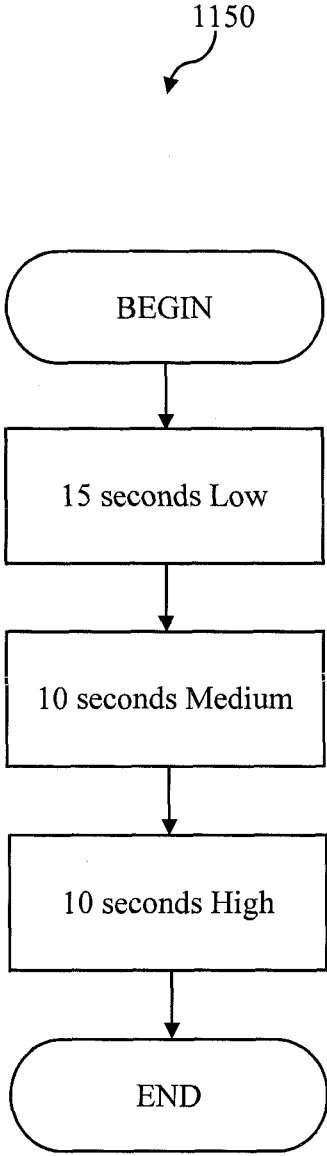 1150
BEGIN
15 seconds Low
10 seconds Medium
10 seconds High
END